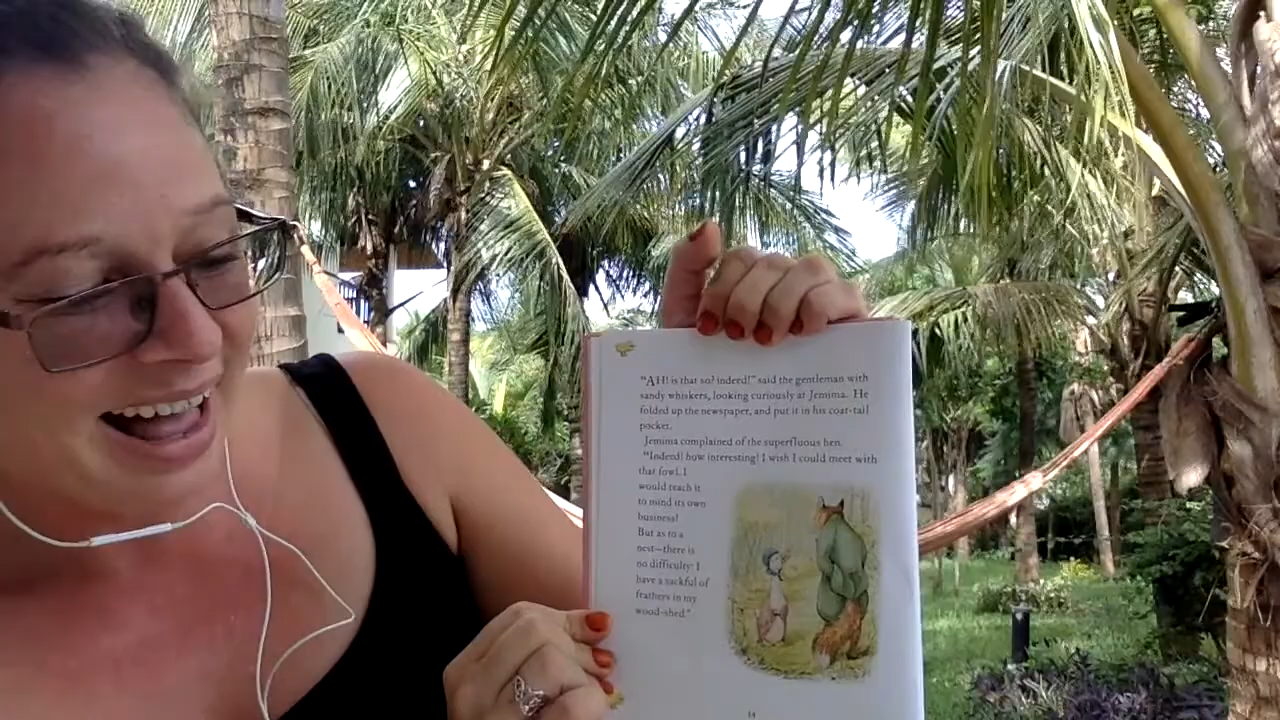 "AH! is that so? indeed!" said the gentleman with
sandy whiskers, looking curiously at Jemima. He
folded up the newspaper, and put it in his coat-tail
pocket.
Jemima complained of the superfluous hen.
"Indeed! how interesting! I wish I could meet with
that fowl. I
would teach it
to mind its own
business!
But as to a
nest—there is
no difficulty: I
have a sackful of
feathers in my
wood-shed."
34